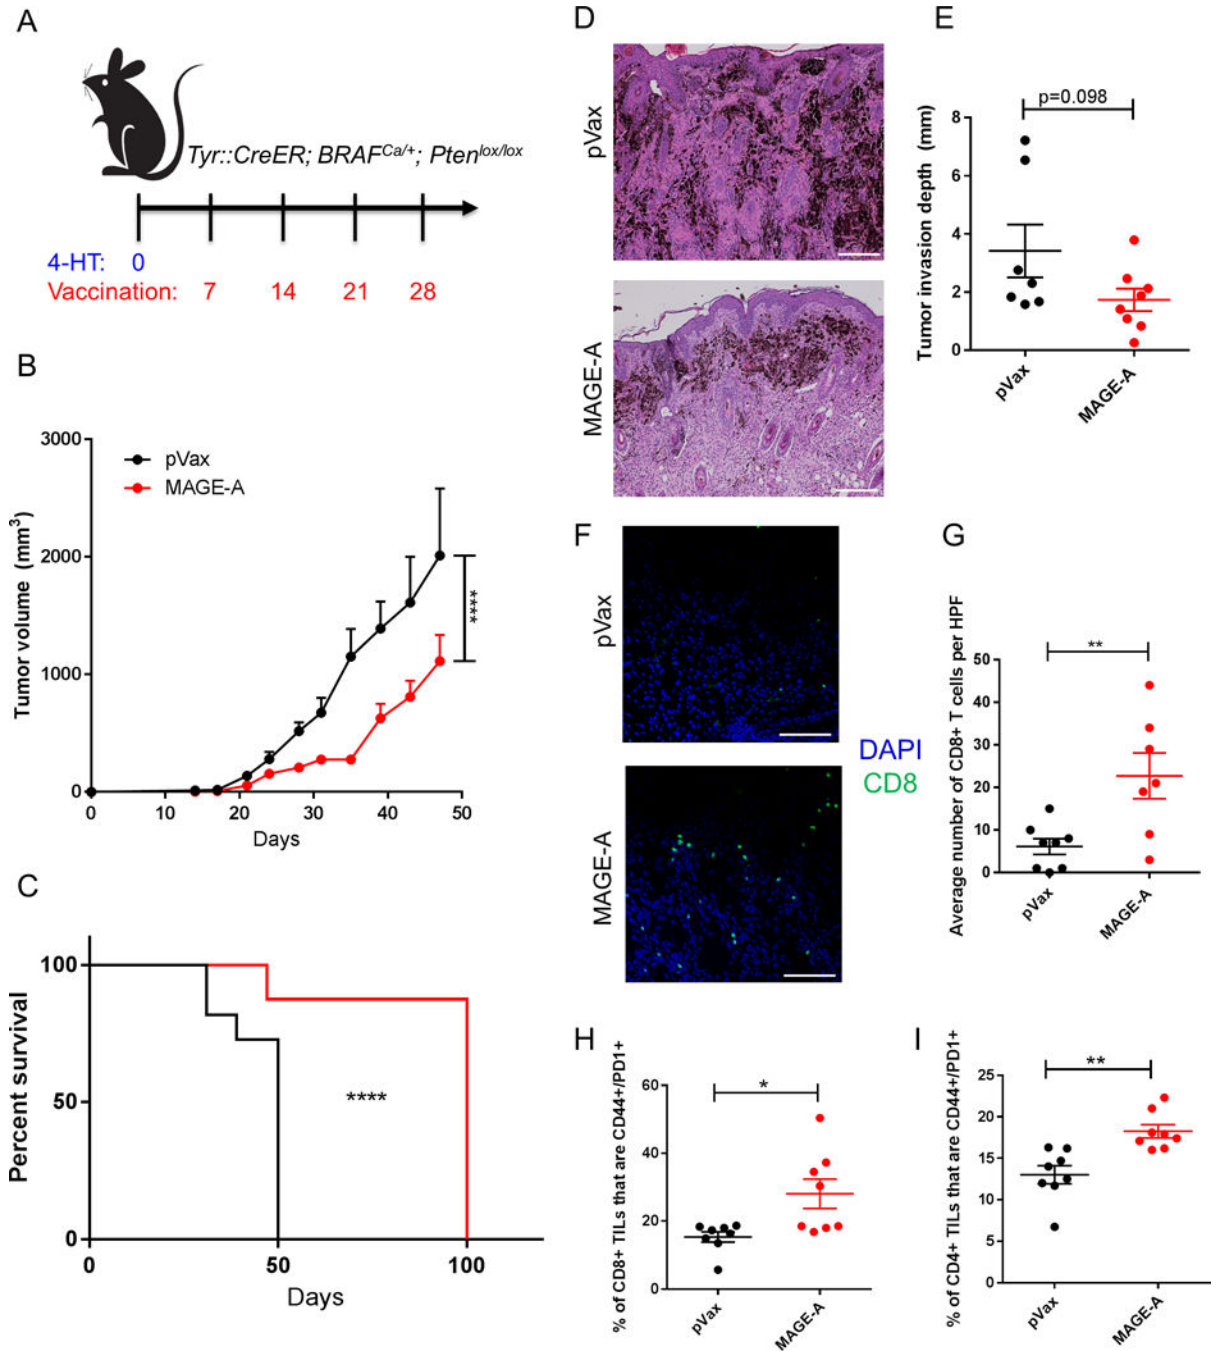 A
Tyr::CreER; BRAF^Ca/+; Pten^lox/lox
4-HT: 0
Vaccination: 7 14 21 28
B
Tumor volume (mm³)
3000
2000
1000
0
pVax
MAGE-A
****
0 10 20 30 40 50
Days
C
Percent survival
100
50
0
****
0 50 100
Days
D
pVax
MAGE-A
E
Tumor invasion depth (mm)
8
6
4
2
0
p=0.098
pVax
MAGE-A
F
pVax
MAGE-A
DAPI
CD8
G
Average number of CD8+ T cells per HPF
50
40
30
20
10
0
**
pVax
MAGE-A
H
% of CD8+ TILs that are CD44+/PD1+
60
40
20
0
*
pVax
MAGE-A
I
% of CD4+ TILs that are CD44+/PD1+
25
20
15
10
5
0
**
pVax
MAGE-A